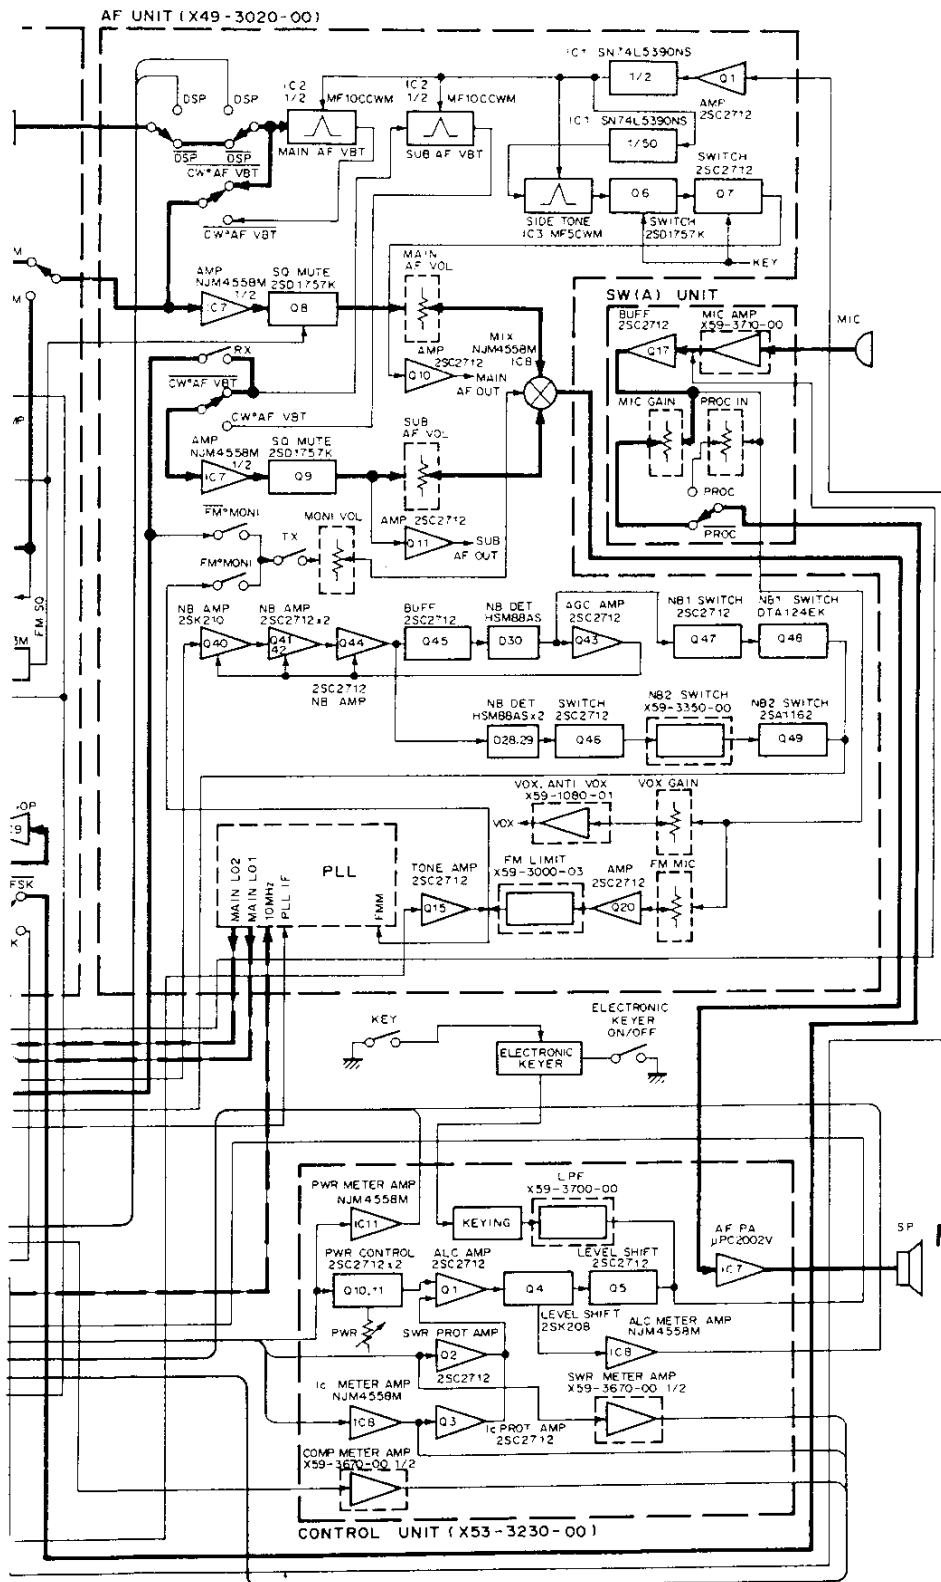 AF UNIT (X49-3020-00)
IC1 SN74L5390NS
1/2
Q1
AMP
2SC2712
DSP
DSP
IC2
1/2
MF10CCWM
IC2
1/2
MF10CCWM
IC1 SN74L5390NS
1/50
DSP
DSP
MAIN AF VBT
SUB AF VBT
SWITCH
2SC2712
CW•AF VBT
Q6
Q7
CW•AF VBT
SIDE TONE
IC3 MF5CWM
SWITCH
2SD1757K
KEY
MAIN
AF VOL
M
AMP
NJM4558M
1/2
SQ MUTE
2SD1757K
IC7
Q8
SW(A) UNIT
BUFF
2SC2712
MIC AMP
X59-3710-00
MIC
Q17
MIX
NJM4558M
IC8
RX
AMP
2SC2712
Q10
MAIN
AF OUT
CW•AF VBT
CW•AF VBT
MIC GAIN
PROC IN
SUB
AF VOL
AMP
NJM4558M
1/2
SQ MUTE
2SD1757K
IC7
Q9
PROC
PROC
FM•MONI
MONI VOL
AMP 2SC2712
TX
Q11
SUB
AF OUT
FM•MONI
FM SQ
NB AMP
2SK210
NB AMP
2SC2712x2
BUFF
2SC2712
NB DET
HSM88AS
AGC AMP
2SC2712
NB1 SWITCH
2SC2712
NB1 SWITCH
DTA124EK
Q40
Q41
42
Q44
Q45
D30
Q43
Q47
Q48
2SC2712
NB AMP
NB DET
HSM88ASx2
SWITCH
2SC2712
NB2 SWITCH
X59-3350-00
NB2 SWITCH
2SA1162
D28.29
Q46
Q49
VOX, ANTI VOX
X59-1080-01
VOX GAIN
VOX
PLL
TONE AMP
2SC2712
FM LIMIT
X59-3000-03
AMP
2SC2712
FM MIC
Q15
Q20
FSK
MAIN LO2
MAIN LO1
10MHz
PLL IF
FMM
KEY
ELECTRONIC
KEYER
ON/OFF
ELECTRONIC
KEYER
LPF
X59-3700-00
PWR METER AMP
NJM4558M
IC11
KEYING
AF PA
μPC2002V
SP
PWR CONTROL
2SC2712x2
ALC AMP
2SC2712
LEVEL SHIFT
2SC2712
IC7
Q10,11
Q1
Q4
Q5
PWR
LEVEL SHIFT
2SK208
ALC METER AMP
NJM4558M
SWR PROT AMP
Q2
2SC2712
IC8
Ic METER AMP
NJM4558M
SWR METER AMP
X59-3670-00 1/2
IC8
Q3
Ic PROT AMP
2SC2712
COMP METER AMP
X59-3670-00 1/2
CONTROL UNIT (X53-3230-00)